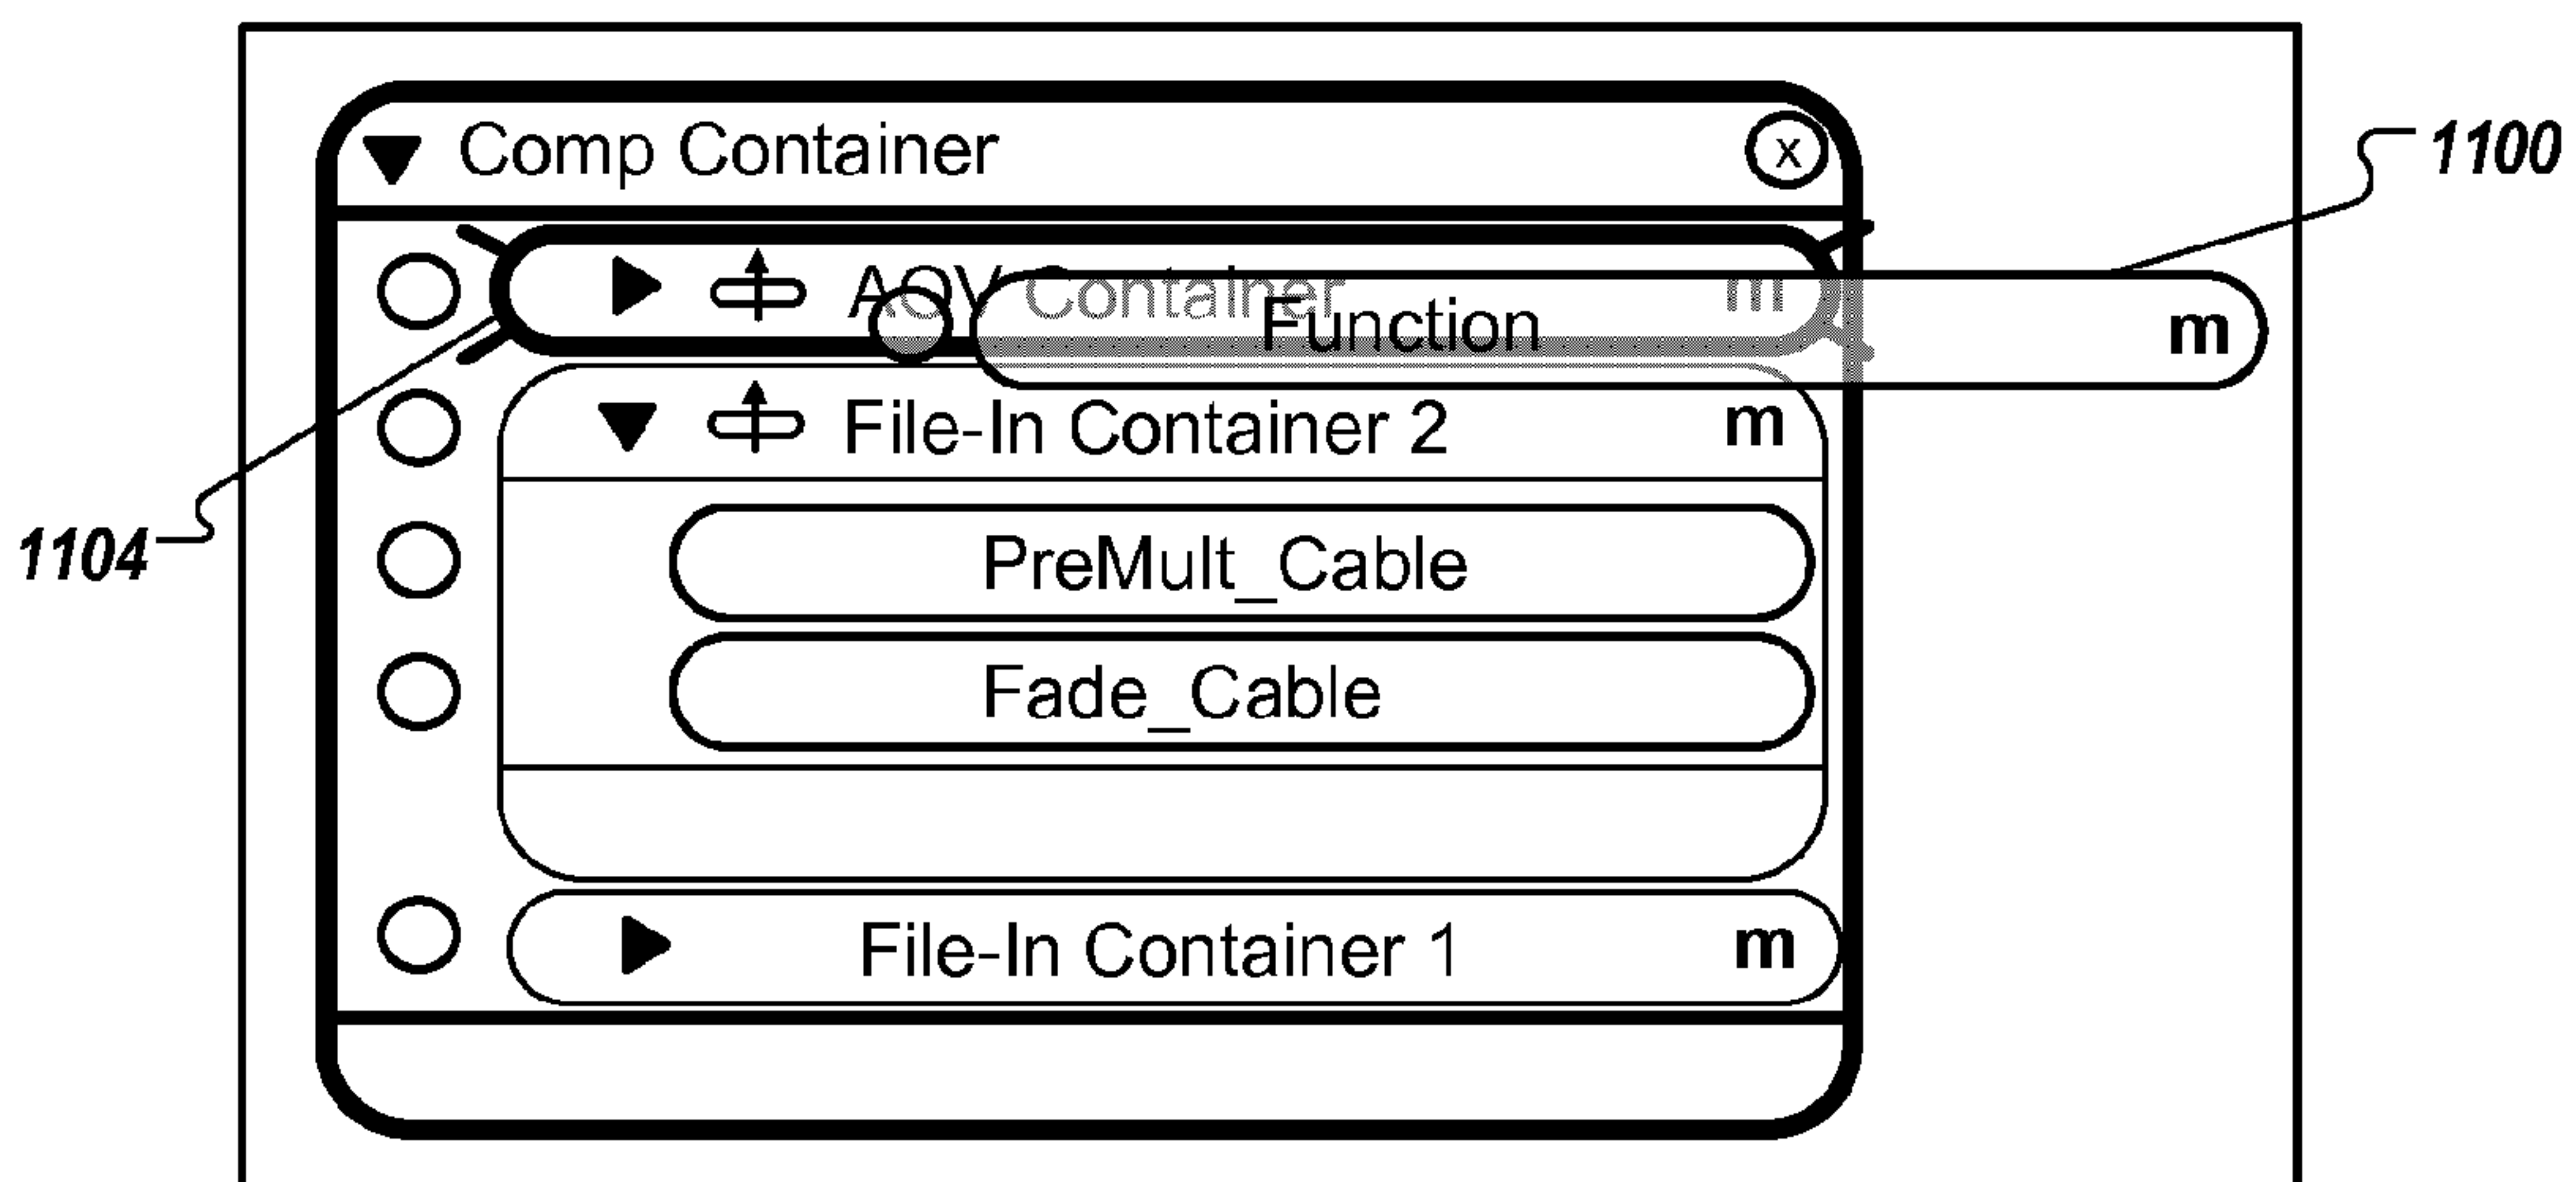 Comp Container
x
1100
AOV Container
m
Function
m
File-In Container 2
m
1104
PreMult_Cable
Fade_Cable
File-In Container 1
m